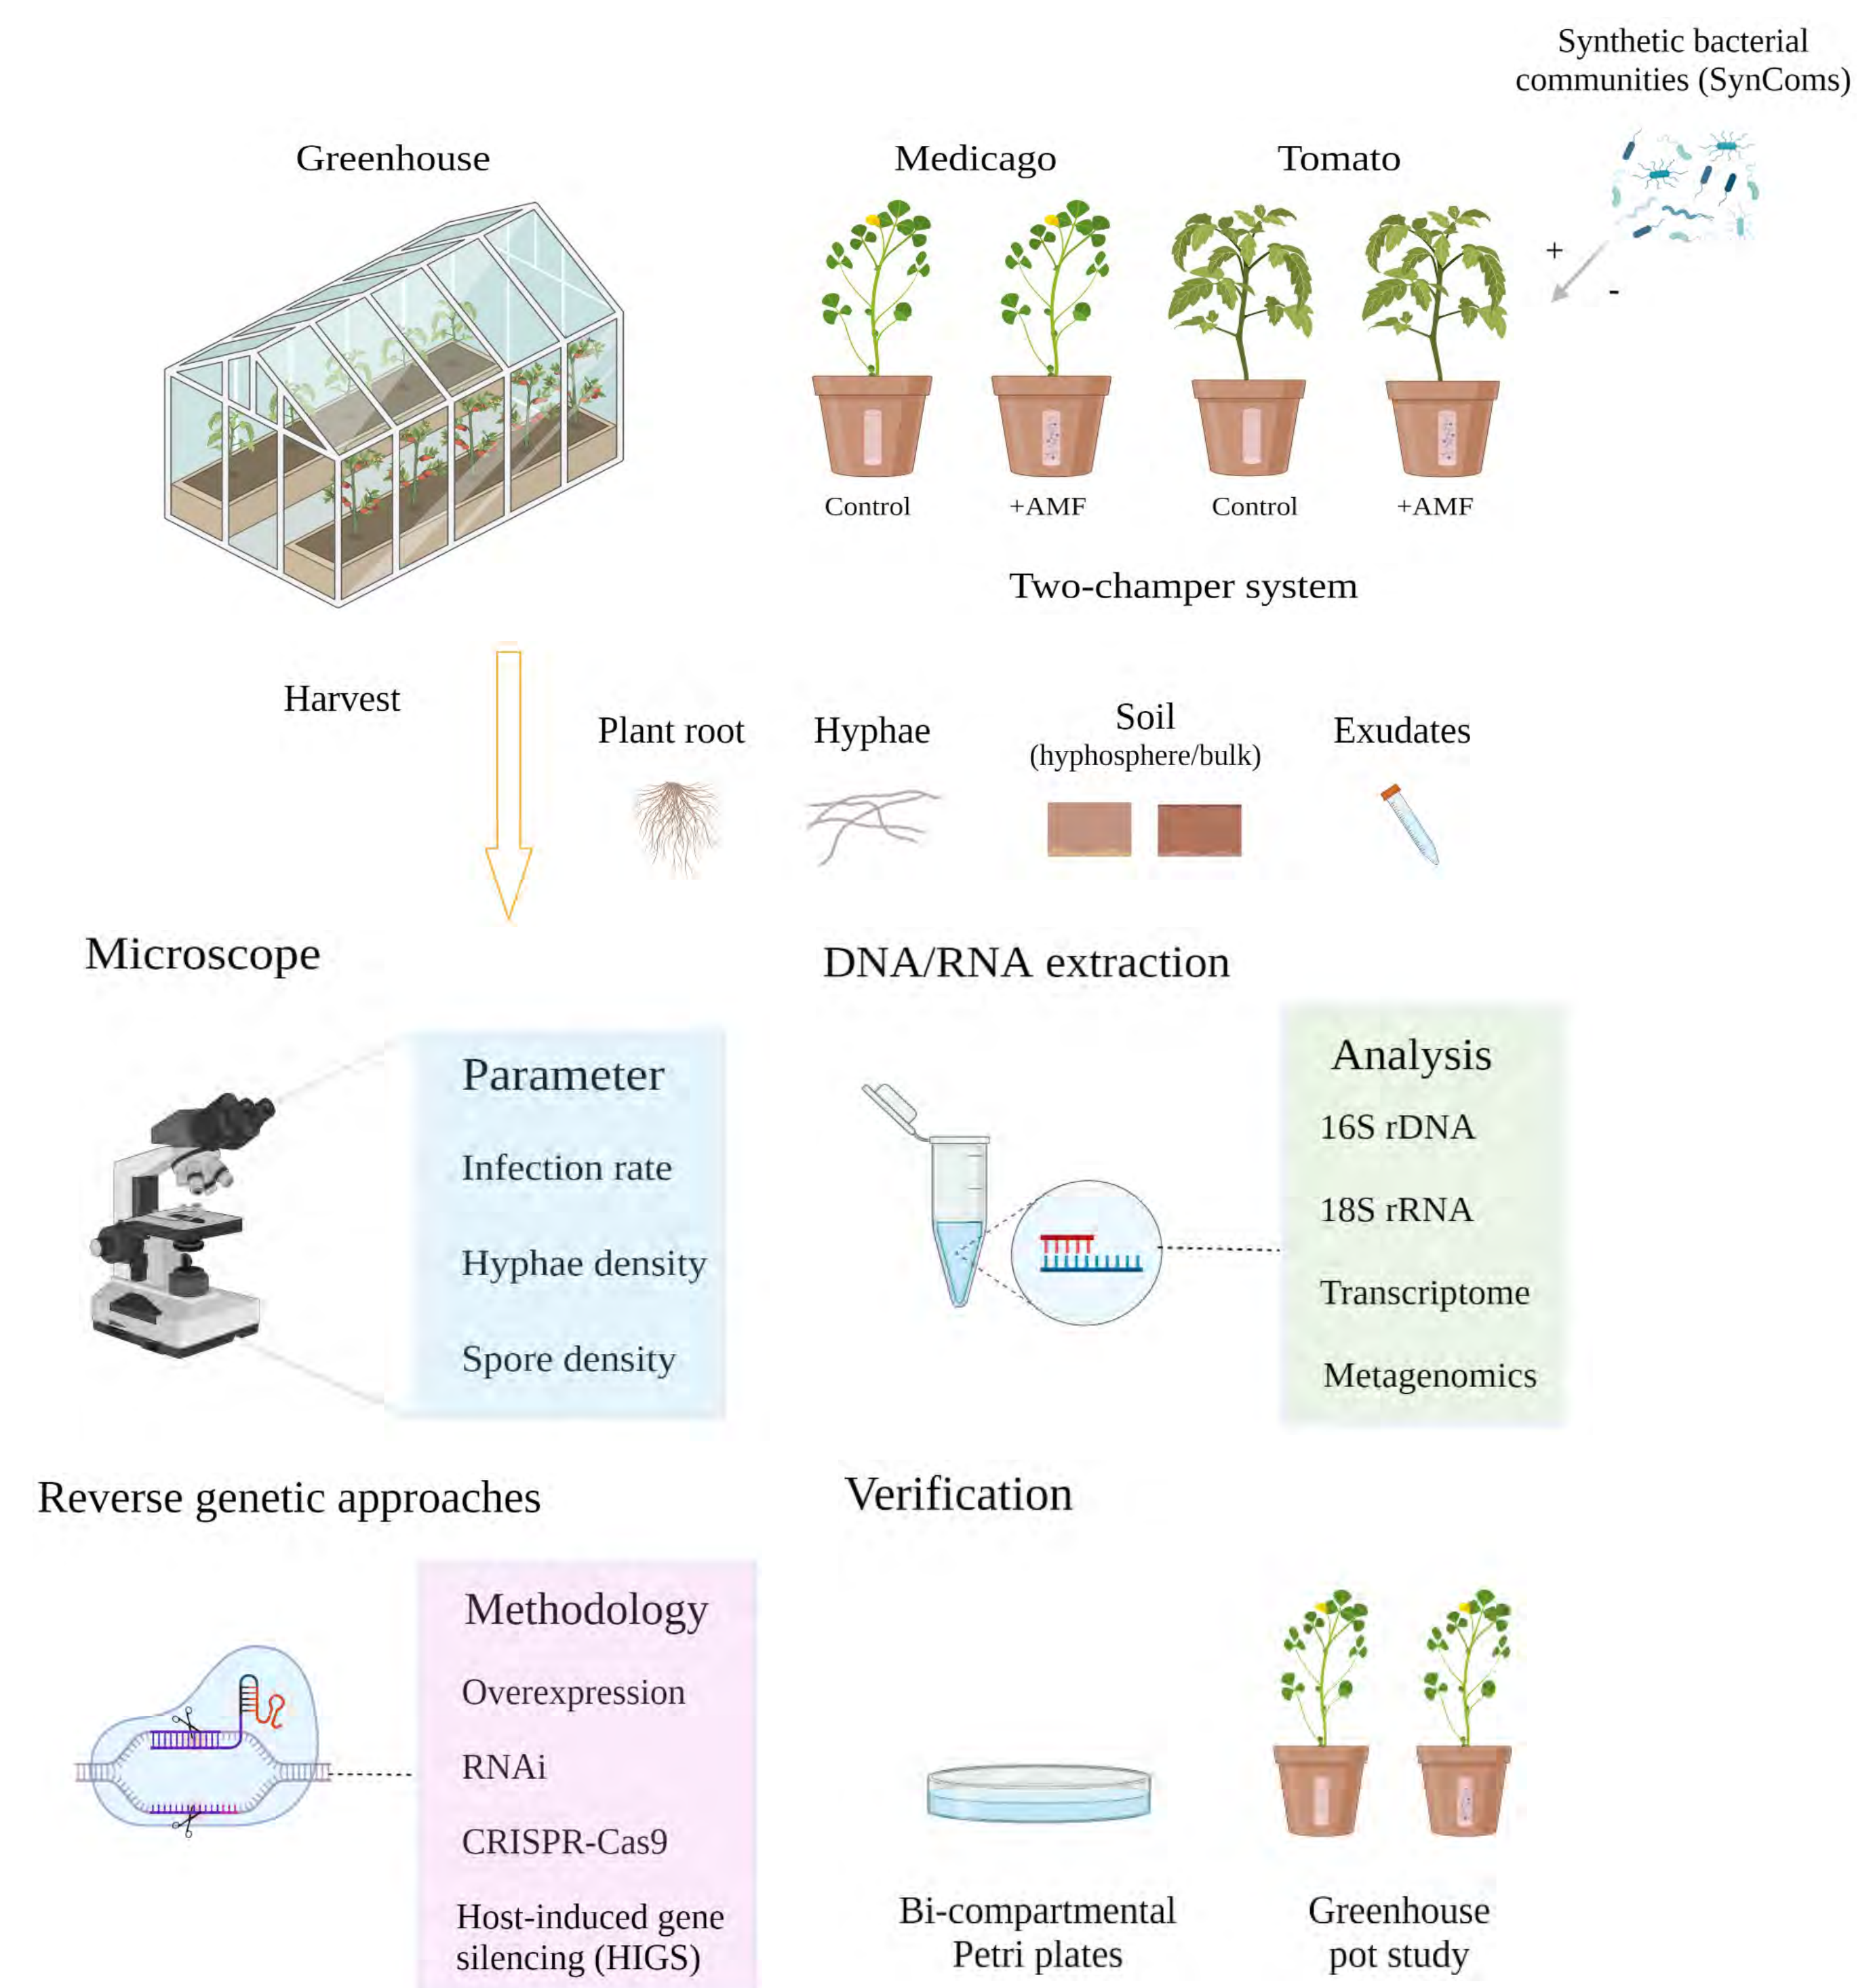 Synthetic bacterial
communities (SynComs)
Greenhouse
Medicago
Tomato
+
-
Control
+AMF
Control
+AMF
Two-champer system
Harvest
Plant root
Hyphae
Soil
(hyphosphere/bulk)
Exudates
Microscope
Parameter
Infection rate
Hyphae density
Spore density
DNA/RNA extraction
Analysis
16S rDNA
18S rRNA
Transcriptome
Metagenomics
Reverse genetic approaches
Methodology
Overexpression
RNAi
CRISPR-Cas9
Host-induced gene
silencing (HIGS)
Verification
Bi-compartmental
Petri plates
Greenhouse
pot study